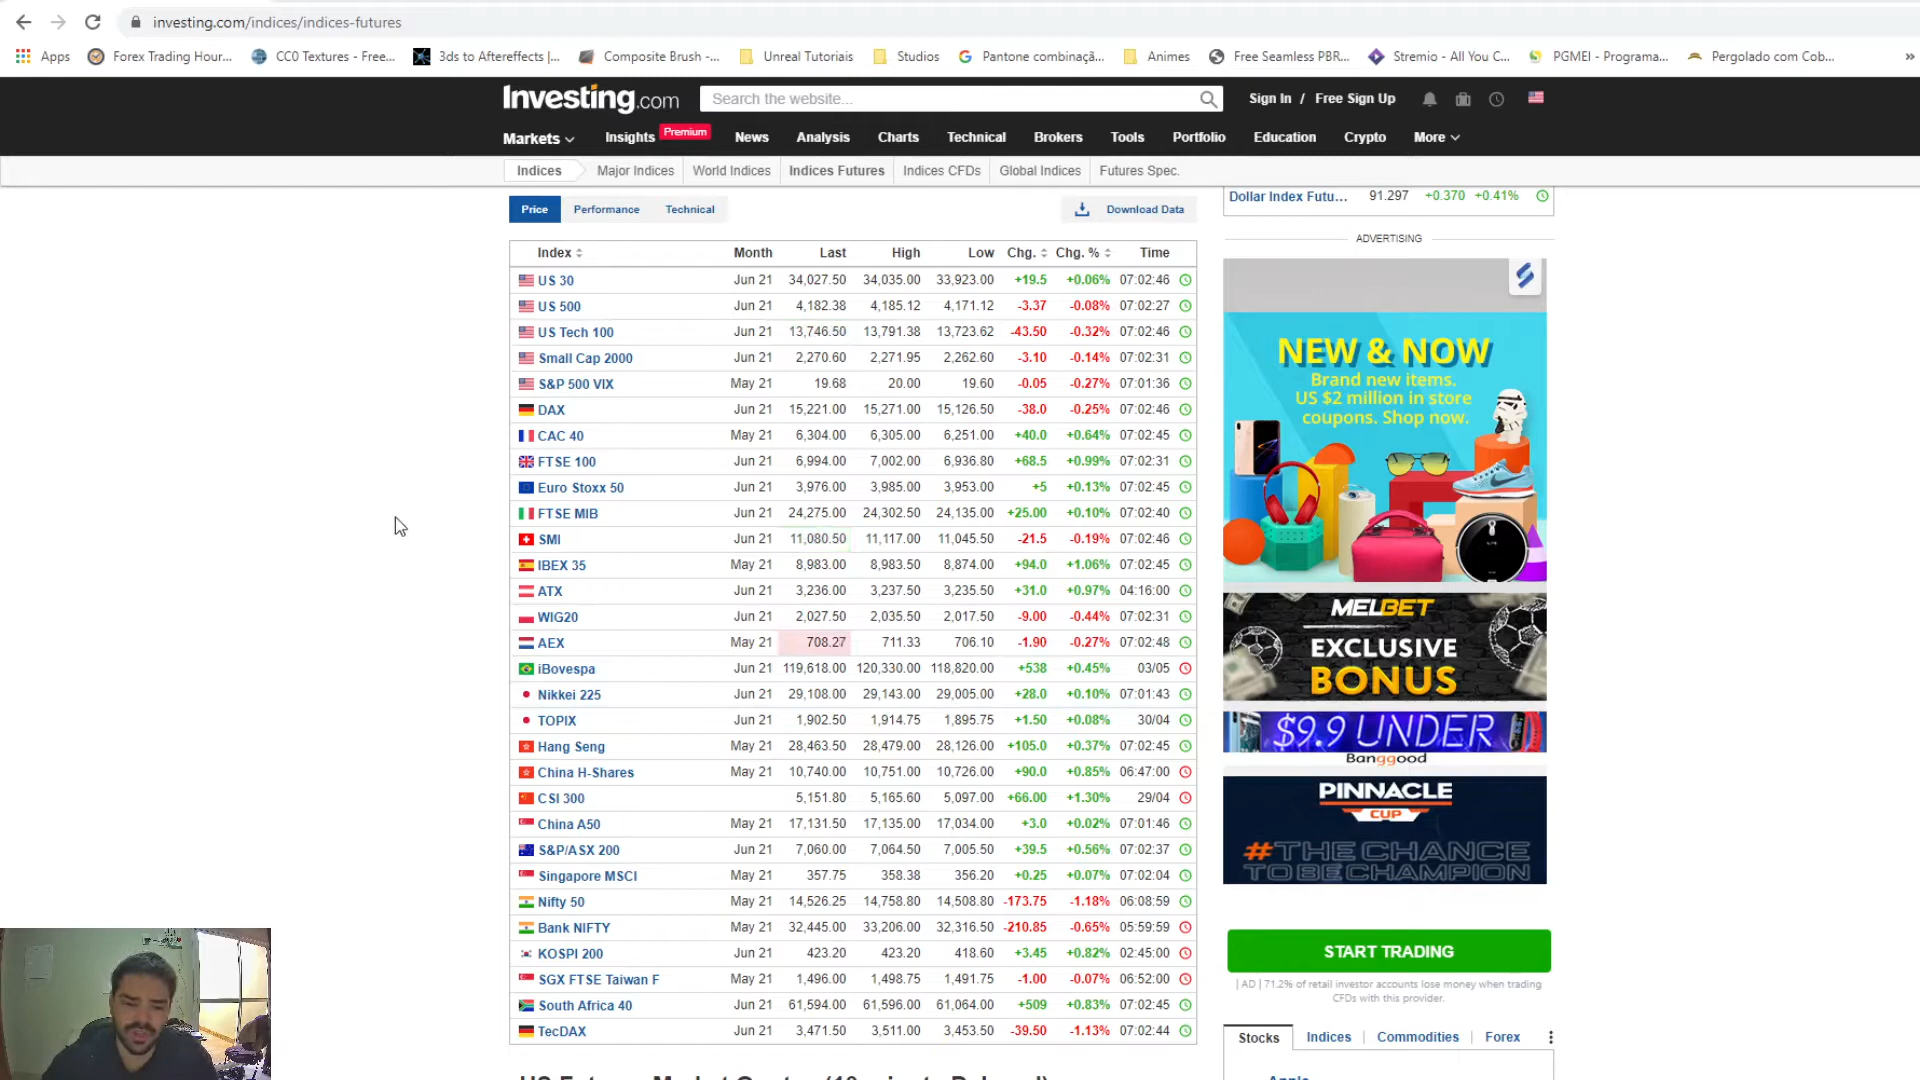 investing.com/indices/indices-futures
Apps Forex Trading Hour... CC0 Textures - Free... 3ds to Aftereffects |... Composite Brush -... Unreal Tutoriais Studios Pantone combinaçã... Animes Free Seamless PBR... Stremio - All You C... PGMEI - Programa... Pergolado com Cob... »
Investing.com Search the website... Sign In / Free Sign Up
Markets Insights Premium News Analysis Charts Technical Brokers Tools Portfolio Education Crypto More
Indices Major Indices World Indices Indices Futures Indices CFDs Global Indices Futures Spec.
Price Performance Technical Download Data
Index Month Last High Low Chg. Chg. % Time
US 30 Jun 21 34,027.50 34,035.00 33,923.00 +19.5 +0.06% 07:02:46
US 500 Jun 21 4,182.38 4,185.12 4,171.12 -3.37 -0.08% 07:02:27
US Tech 100 Jun 21 13,746.50 13,791.38 13,723.62 -43.50 -0.32% 07:02:46
Small Cap 2000 Jun 21 2,270.60 2,271.95 2,262.60 -3.10 -0.14% 07:02:31
S&P 500 VIX May 21 19.68 20.00 19.60 -0.05 -0.27% 07:01:36
DAX Jun 21 15,221.00 15,271.00 15,126.50 -38.0 -0.25% 07:02:46
CAC 40 May 21 6,304.00 6,305.00 6,251.00 +40.0 +0.64% 07:02:45
FTSE 100 Jun 21 6,994.00 7,002.00 6,936.80 +68.5 +0.99% 07:02:31
Euro Stoxx 50 Jun 21 3,976.00 3,985.00 3,953.00 +5 +0.13% 07:02:45
FTSE MIB Jun 21 24,275.00 24,302.50 24,135.00 +25.00 +0.10% 07:02:40
SMI Jun 21 11,080.50 11,117.00 11,045.50 -21.5 -0.19% 07:02:46
IBEX 35 May 21 8,983.00 8,983.50 8,874.00 +94.0 +1.06% 07:02:45
ATX Jun 21 3,236.00 3,237.50 3,235.50 +31.0 +0.97% 04:16:00
WIG20 Jun 21 2,027.50 2,035.50 2,017.50 -9.00 -0.44% 07:02:31
AEX May 21 708.27 711.33 706.10 -1.90 -0.27% 07:02:48
iBovespa Jun 21 119,618.00 120,330.00 118,820.00 +538 +0.45% 03/05
Nikkei 225 Jun 21 29,108.00 29,143.00 29,005.00 +28.0 +0.10% 07:01:43
TOPIX Jun 21 1,902.50 1,914.75 1,895.75 +1.50 +0.08% 30/04
Hang Seng May 21 28,463.50 28,479.00 28,126.00 +105.0 +0.37% 07:02:45
China H-Shares May 21 10,740.00 10,751.00 10,726.00 +90.0 +0.85% 06:47:00
CSI 300 5,151.80 5,165.60 5,097.00 +66.00 +1.30% 29/04
China A50 May 21 17,131.50 17,135.00 17,034.00 +3.0 +0.02% 07:01:46
S&P/ASX 200 Jun 21 7,060.00 7,064.50 7,005.50 +39.5 +0.56% 07:02:37
Singapore MSCI May 21 357.75 358.38 356.20 +0.25 +0.07% 07:02:04
Nifty 50 May 21 14,526.25 14,758.80 14,508.80 -173.75 -1.18% 06:08:59
Bank NIFTY May 21 32,445.00 33,206.00 32,316.50 -210.85 -0.65% 05:59:59
KOSPI 200 Jun 21 423.20 423.20 418.60 +3.45 +0.82% 02:45:00
SGX FTSE Taiwan F May 21 1,496.00 1,498.75 1,491.75 -1.00 -0.07% 06:52:00
South Africa 40 Jun 21 61,594.00 61,596.00 61,064.00 +509 +0.83% 07:02:45
TecDAX Jun 21 3,471.50 3,511.00 3,453.50 -39.50 -1.13% 07:02:44
Dollar Index Futu... 91.297 +0.370 +0.41%
ADVERTISING
NEW & NOW
Brand new items.
US $2 million in store
coupons. Shop now.
MELBET
EXCLUSIVE
BONUS
$9.9 UNDER
Banggood
PINNACLE
CUP
#THE CHANCE
TO BE CHAMPION
START TRADING
| AD | 71.2% of retail investor accounts lose money when trading
CFDs with this provider.
Stocks Indices Commodities Forex